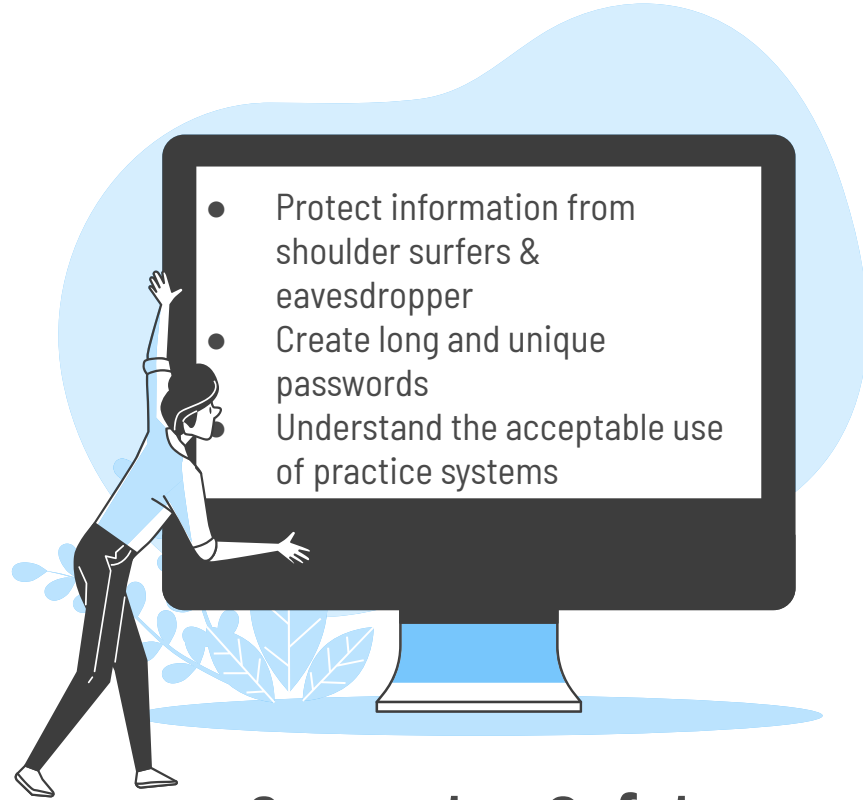 ● Protect information from
shoulder surfers &
eavesdropper
● Create long and unique
passwords
● Understand the acceptable use
of practice systems